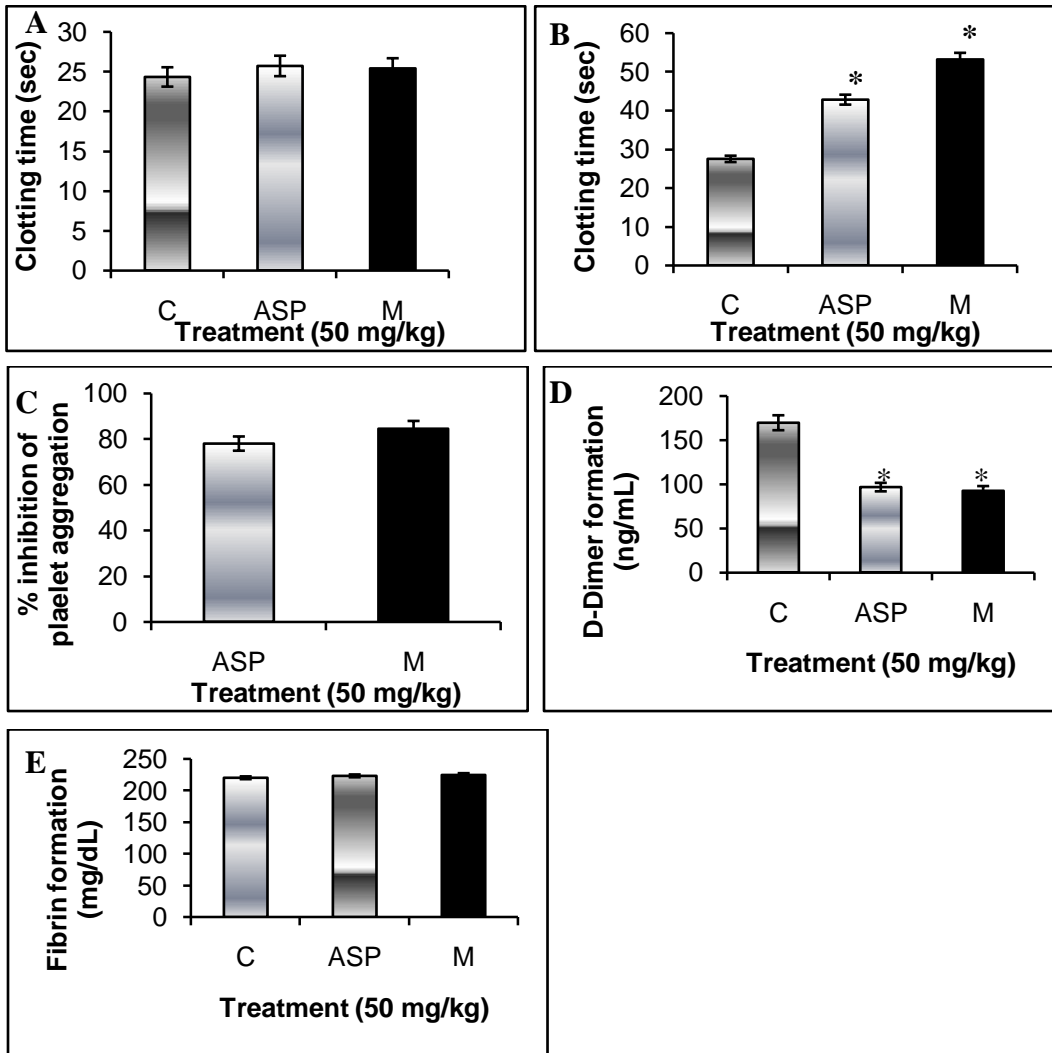 A
Clotting time (sec)
30
25
20
15
10
5
0
C ASP M
Treatment (50 mg/kg)
B
Clotting time (sec)
60
50
40
30
20
10
0
* *
C ASP M
Treatment (50 mg/kg)
C
% inhibition of
plaelet aggregation
100
80
60
40
20
0
ASP M
Treatment (50 mg/kg)
D
D-Dimer formation
(ng/mL)
200
150
100
50
0
* *
C ASP M
Treatment (50 mg/kg)
E
Fibrin formation
(mg/dL)
250
200
150
100
50
0
C ASP M
Treatment (50 mg/kg)